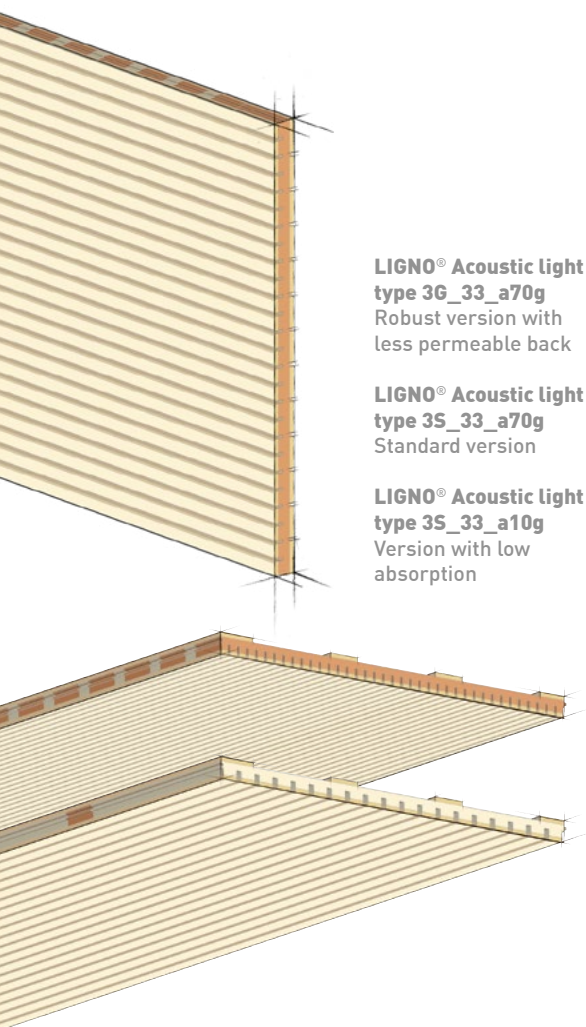 LIGNO® Acoustic light
type 3G_33_a70g
Robust version with
less permeable back
LIGNO® Acoustic light
type 3S_33_a70g
Standard version
LIGNO® Acoustic light
type 3S_33_a10g
Version with low
absorption